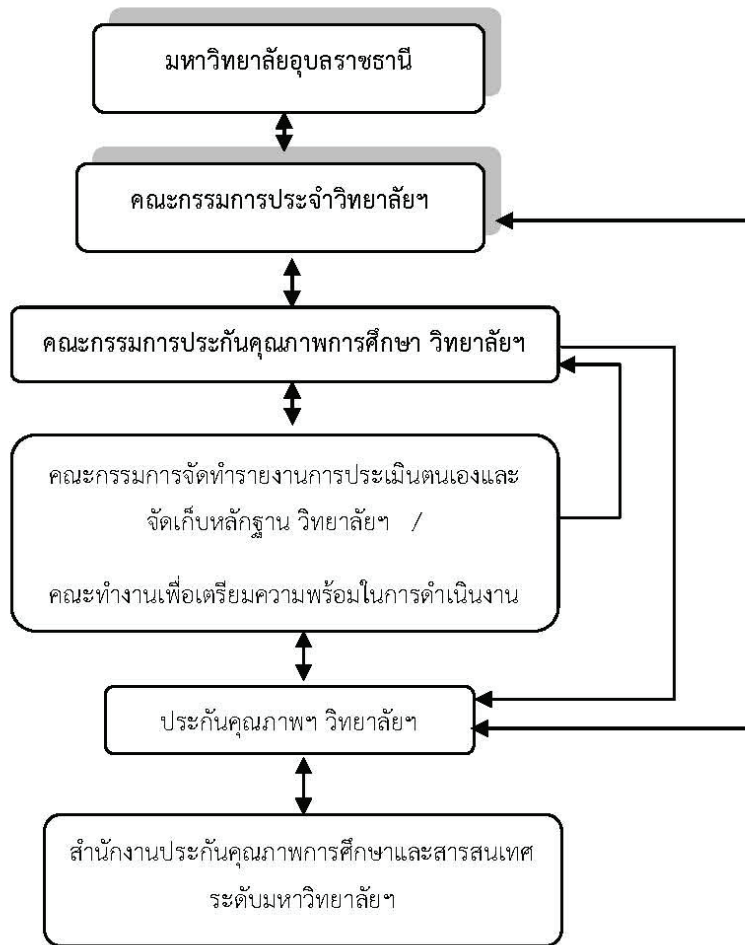 มหาวิทยาลัยอุบลราชธานี
คณะกรรมการประจำวิทยาลัยฯ
คณะกรรมการประกันคุณภาพการศึกษา วิทยาลัยฯ
คณะกรรมการจัดทำรายงานการประเมินตนเองและ
จัดเก็บหลักฐาน วิทยาลัยฯ /
คณะทำงานเพื่อเตรียมความพร้อมในการดำเนินงาน
ประกันคุณภาพฯ วิทยาลัยฯ
สำนักงานประกันคุณภาพการศึกษาและสารสนเทศ
ระดับมหาวิทยาลัยฯ